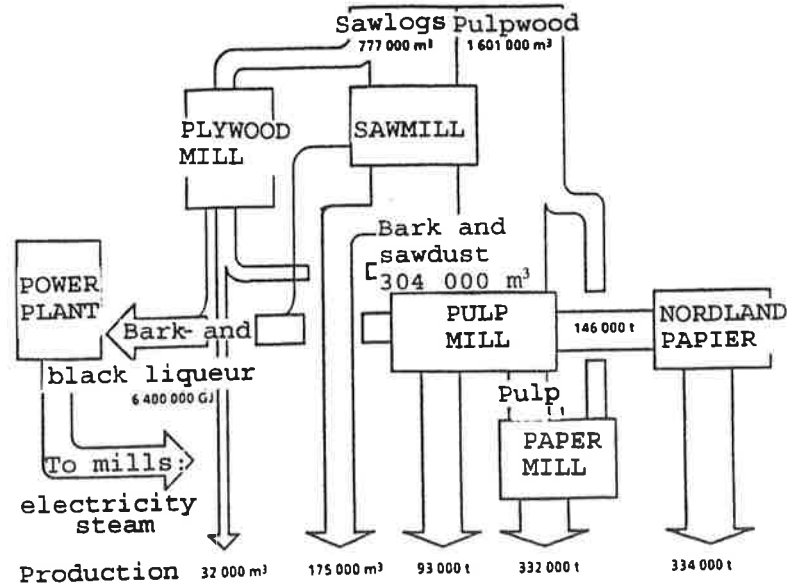 Sawlogs Pulpwood
777 000 m³ 1 601 000 m³
PLYWOOD
MILL
SAWMILL
Bark and
sawdust
304 000 m³
POWER
PLANT
Bark- and
black liqueur
6 400 000 GJ
PULP
MILL
146 000 t
NORDLAND
PAPIER
Pulp
PAPER
MILL
To mills:
electricity
steam
Production 32 000 m³ 175 000 m³ 93 000 t 332 000 t 334 000 t